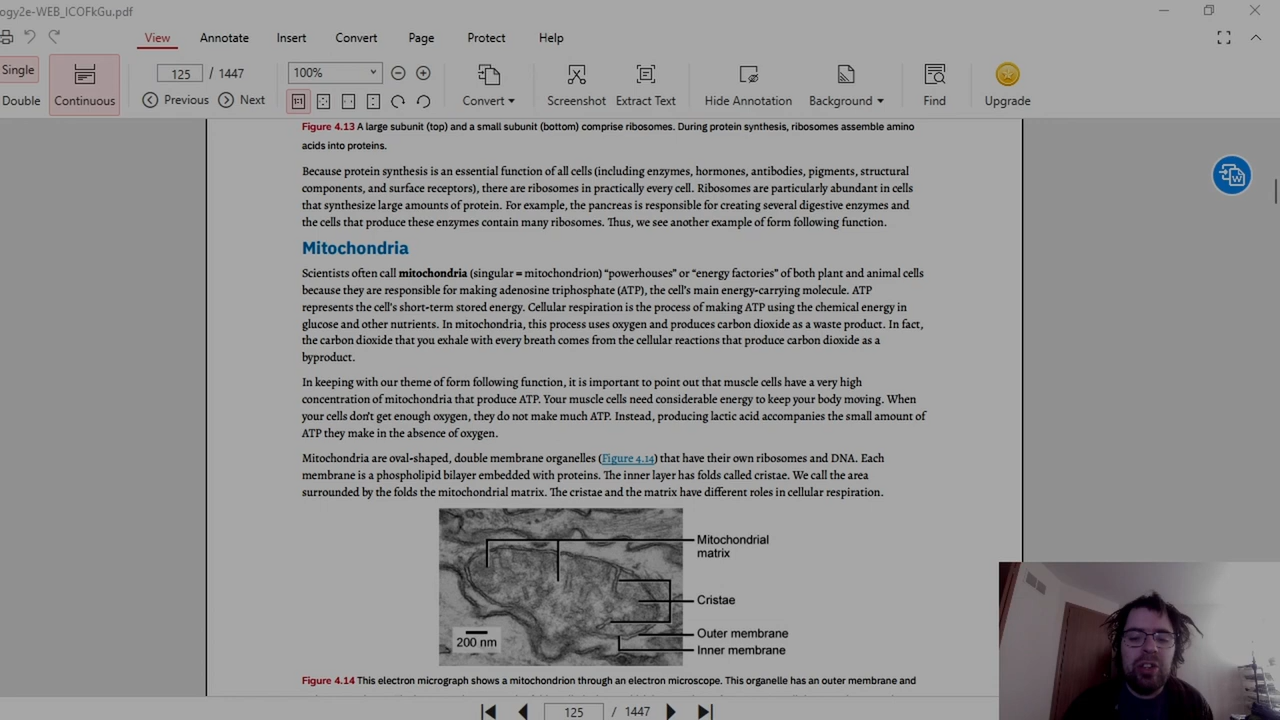 ogy2e-WEB_ICOFkGu.pdf
View Annotate Insert Convert Page Protect Help
Single
Double
Continuous
125 / 1447
Previous Next
100%
Convert
Screenshot
Extract Text
Hide Annotation
Background
Find
Upgrade
Figure 4.13 A large subunit (top) and a small subunit (bottom) comprise ribosomes. During protein synthesis, ribosomes assemble amino
acids into proteins.
Because protein synthesis is an essential function of all cells (including enzymes, hormones, antibodies, pigments, structural
components, and surface receptors), there are ribosomes in practically every cell. Ribosomes are particularly abundant in cells
that synthesize large amounts of protein. For example, the pancreas is responsible for creating several digestive enzymes and
the cells that produce these enzymes contain many ribosomes. Thus, we see another example of form following function.
Mitochondria
Scientists often call mitochondria (singular = mitochondrion) “powerhouses” or “energy factories” of both plant and animal cells
because they are responsible for making adenosine triphosphate (ATP), the cell’s main energy-carrying molecule. ATP
represents the cell’s short-term stored energy. Cellular respiration is the process of making ATP using the chemical energy in
glucose and other nutrients. In mitochondria, this process uses oxygen and produces carbon dioxide as a waste product. In fact,
the carbon dioxide that you exhale with every breath comes from the cellular reactions that produce carbon dioxide as a
byproduct.
In keeping with our theme of form following function, it is important to point out that muscle cells have a very high
concentration of mitochondria that produce ATP. Your muscle cells need considerable energy to keep your body moving. When
your cells don’t get enough oxygen, they do not make much ATP. Instead, producing lactic acid accompanies the small amount of
ATP they make in the absence of oxygen.
Mitochondria are oval-shaped, double membrane organelles (Figure 4.14) that have their own ribosomes and DNA. Each
membrane is a phospholipid bilayer embedded with proteins. The inner layer has folds called cristae. We call the area
surrounded by the folds the mitochondrial matrix. The cristae and the matrix have different roles in cellular respiration.
Mitochondrial
matrix
Cristae
Outer membrane
Inner membrane
200 nm
Figure 4.14 This electron micrograph shows a mitochondrion through an electron microscope. This organelle has an outer membrane and
125 / 1447